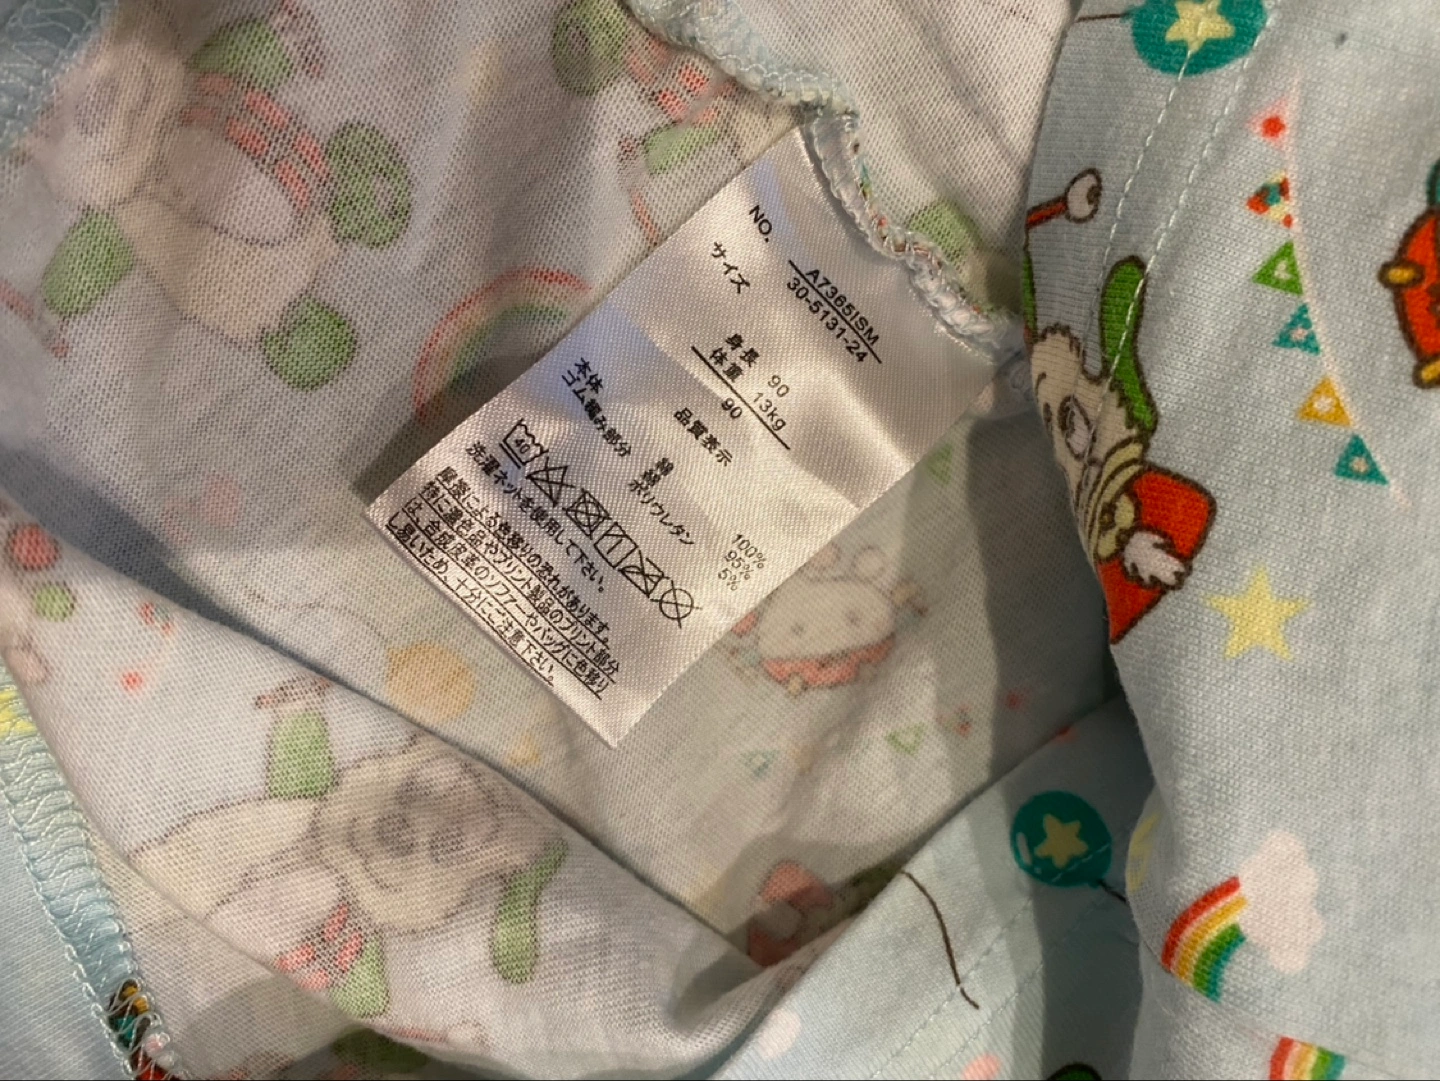 NO. A7365ISM
30-5131-24
サイズ
身長 90
体重 13kg
90
品質表示
本体 綿 100%
ゴム編み部分 綿 95%
ポリウレタン 5%
40
洗濯ネットを使用して下さい。
摩擦による色移りの恐れがあります。
特に濃色品やプリント製品のプリント部分
は、合成皮革のソファーやバッグに色移り
し易いため、十分にご注意下さい。